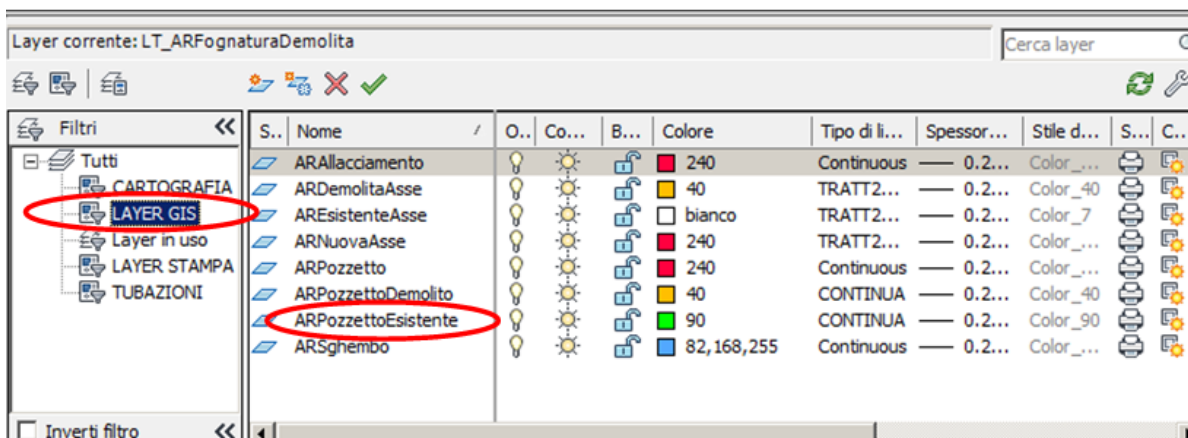 Layer corrente: LT_ARFognaturaDemolita
Cerca layer
Filtri
S.. Nome O.. Co... B... Colore Tipo di li... Spessor... Stile d... S... C..
Tutti
CARTOGRAFIA
LAYER GIS
Layer in uso
LAYER STAMPA
TUBAZIONI
ARAllacciamento 240 Continuous 0.2... Color_...
ARDemolitaAsse 40 TRATT2... 0.2... Color_40
AREsistenteAsse bianco TRATT2... 0.2... Color_7
ARNuovaAsse 240 TRATT2... 0.2... Color_...
ARPozzetto 240 Continuous 0.2... Color_...
ARPozzettoDemolito 40 CONTINUA 0.2... Color_40
ARPozzettoEsistente 90 CONTINUA 0.2... Color_90
ARSghembo 82,168,255 Continuous 0.2... Color_...
Inverti filtro